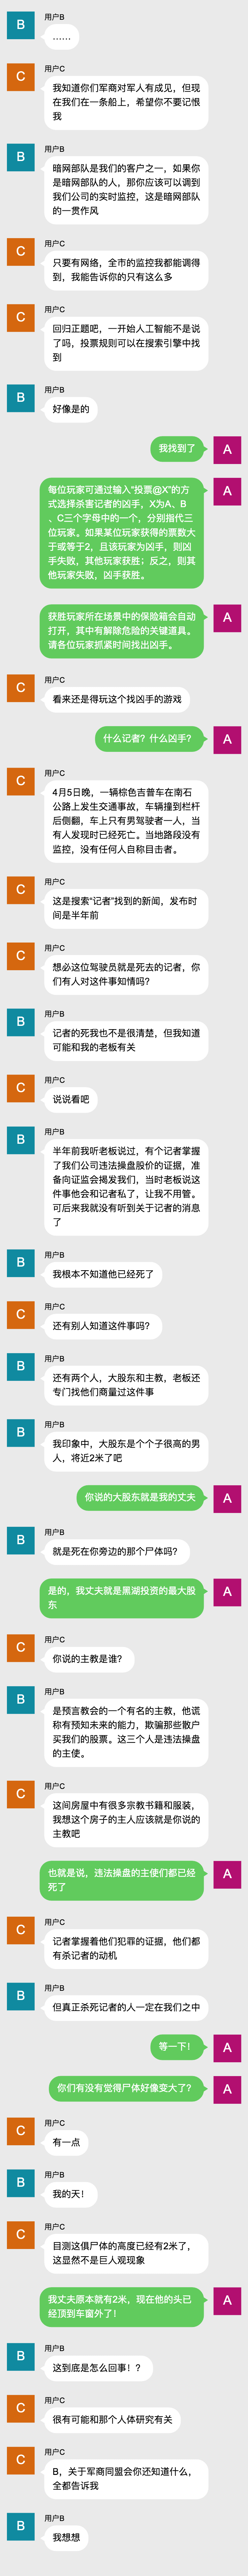 用户B
B
……
用户C
C
我知道你们军商对军人有成见，但现
在我们在一条船上，希望你不要记恨
我
用户B
B
暗网部队是我们的客户之一，如果你
是暗网部队的人，那你应该可以调到
我们公司的实时监控，这是暗网部队
的一贯作风
用户C
C
只要有网络，全市的监控我都能调得
到，我能告诉你的只有这么多
用户C
C
回归正题吧，一开始人工智能不是说
了吗，投票规则可以在搜索引擎中找
到
用户B
B
好像是的
我找到了
A
每位玩家可通过输入“投票@X”的方
式选择杀害记者的凶手，X为A、B
、C三个字母中的一个，分别指代三
位玩家。如果某位玩家获得的票数大
于或等于2，且该玩家为凶手，则凶
手失败，其他玩家获胜；反之，则其
他玩家失败，凶手获胜。
A
获胜玩家所在场景中的保险箱会自动
打开，其中有解除危险的关键道具。
请各位玩家抓紧时间找出凶手。
A
用户C
C
看来还是得玩这个找凶手的游戏
什么记者？什么凶手？
A
用户C
C
4月5日晚，一辆棕色吉普车在南石
公路上发生交通事故，车辆撞到栏杆
后侧翻，车上只有男驾驶者一人，当
有人发现时已经死亡。当地路段没有
监控，没有任何人自称目击者。
用户C
C
这是搜索“记者”找到的新闻，发布时
间是半年前
用户C
C
想必这位驾驶员就是死去的记者，你
们有人对这件事知情吗？
用户B
B
记者的死我也不是很清楚，但我知道
可能和我的老板有关
用户C
C
说说看吧
用户B
B
半年前我听老板说过，有个记者掌握
了我们公司违法操盘股价的证据，准
备向证监会揭发我们，当时老板说这
件事他会和记者私了，让我不用管。
可后来我就没有听到关于记者的消息
了
用户B
B
我根本不知道他已经死了
用户C
C
还有别人知道这件事吗？
用户B
B
还有两个人，大股东和主教，老板还
专门找他们商量过这件事
用户B
B
我印象中，大股东是个个子很高的男
人，将近2米了吧
你说的大股东就是我的丈夫
A
用户B
B
就是死在你旁边的那个尸体吗？
是的，我丈夫就是黑湖投资的最大股
东
A
用户C
C
你说的主教是谁？
用户B
B
是预言教会的一个有名的主教，他谎
称有预知未来的能力，欺骗那些散户
买我们的股票。这三个人是违法操盘
的主使。
用户C
C
这间房屋中有很多宗教书籍和服装，
我想这个房子的主人应该就是你说的
主教吧
也就是说，违法操盘的主使们都已经
死了
A
用户C
C
记者掌握着他们犯罪的证据，他们都
有杀记者的动机
用户B
B
但真正杀死记者的人一定在我们之中
等一下！
A
你们有没有觉得尸体好像变大了？
A
用户C
C
有一点
用户B
B
我的天！
用户C
C
目测这俱尸体的高度已经有2米了，
这显然不是巨人观现象
我丈夫原本就有2米，现在他的头已
经顶到车窗外了！
A
用户B
B
这到底是怎么回事！？
用户C
C
很有可能和那个人体研究有关
用户C
C
B，关于军商同盟会你还知道什么，
全都告诉我
用户B
B
我想想